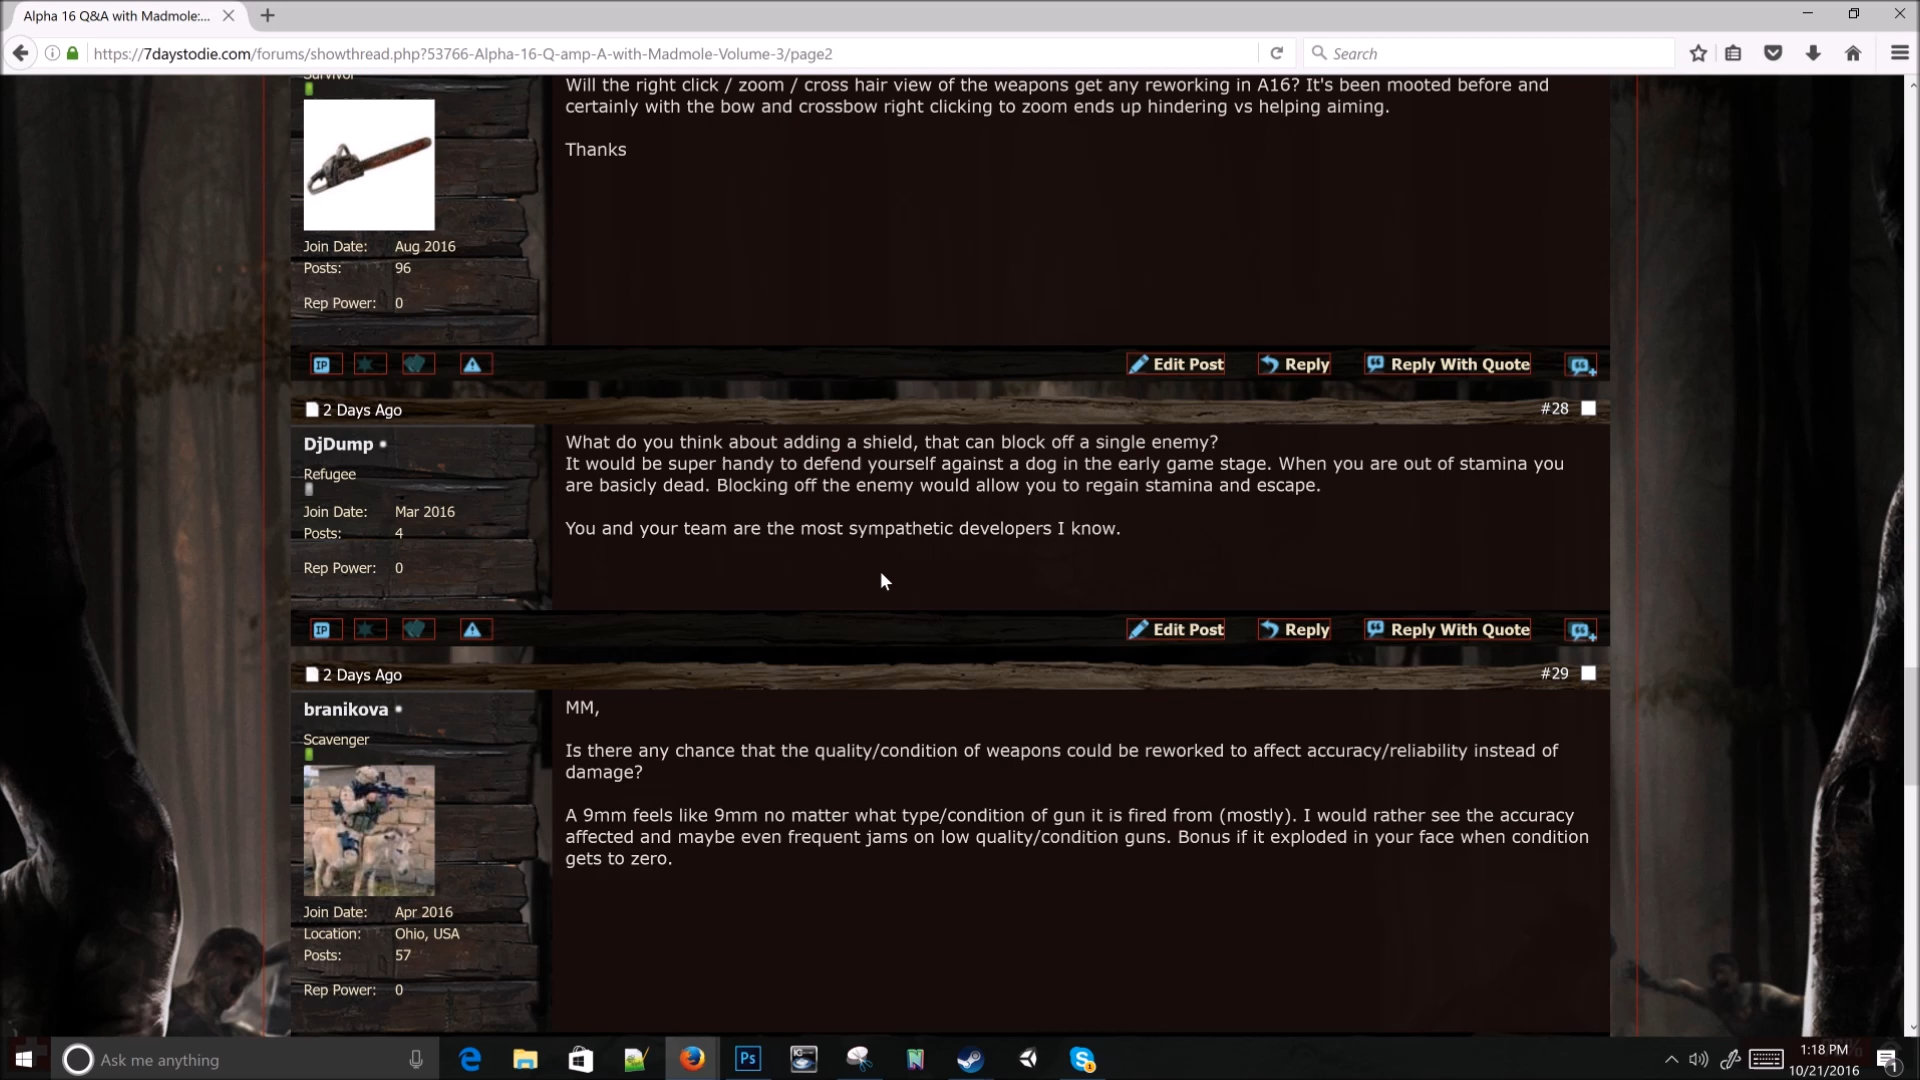 Alpha 16 Q&A with Madmole:...
https://7daystodie.com/forums/showthread.php?53766-Alpha-16-Q-amp-A-with-Madmole-Volume-3/page2
Search
Survivor
Will the right click / zoom / cross hair view of the weapons get any reworking in A16? It's been mooted before and
certainly with the bow and crossbow right clicking to zoom ends up hindering vs helping aiming.
Thanks
Join Date: Aug 2016
Posts: 96
Rep Power: 0
IP
Edit Post
Reply
Reply With Quote
2 Days Ago
#28
DjDump
Refugee
Join Date: Mar 2016
Posts: 4
Rep Power: 0
What do you think about adding a shield, that can block off a single enemy?
It would be super handy to defend yourself against a dog in the early game stage. When you are out of stamina you
are basicly dead. Blocking off the enemy would allow you to regain stamina and escape.
You and your team are the most sympathetic developers I know.
IP
Edit Post
Reply
Reply With Quote
2 Days Ago
#29
branikova
Scavenger
Join Date: Apr 2016
Location: Ohio, USA
Posts: 57
Rep Power: 0
MM,
Is there any chance that the quality/condition of weapons could be reworked to affect accuracy/reliability instead of
damage?
A 9mm feels like 9mm no matter what type/condition of gun it is fired from (mostly). I would rather see the accuracy
affected and maybe even frequent jams on low quality/condition guns. Bonus if it exploded in your face when condition
gets to zero.
Ask me anything
Ps
1:18 PM
10/21/2016
1